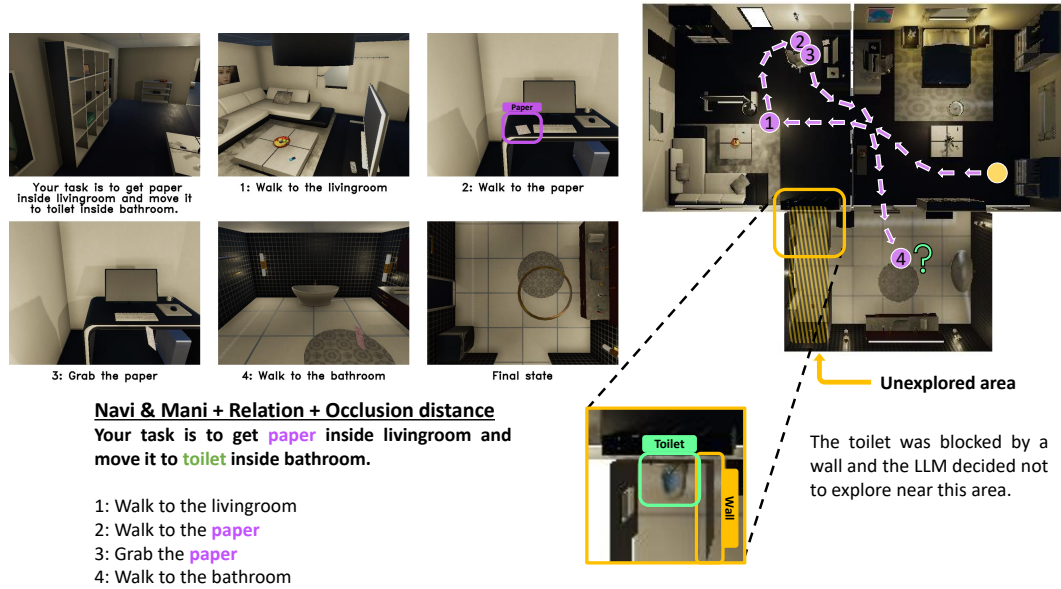 Your task is to get paper
inside livingroom and move it
to toilet inside bathroom.
1: Walk to the livingroom
Paper
2: Walk to the paper
3: Grab the paper
4: Walk to the bathroom
Final state
1
2
3
4
?
Unexplored area
Toilet
Wall
The toilet was blocked by a
wall and the LLM decided not
to explore near this area.
Navi & Mani + Relation + Occlusion distance
Your task is to get paper inside livingroom and
move it to toilet inside bathroom.
1: Walk to the livingroom
2: Walk to the paper
3: Grab the paper
4: Walk to the bathroom